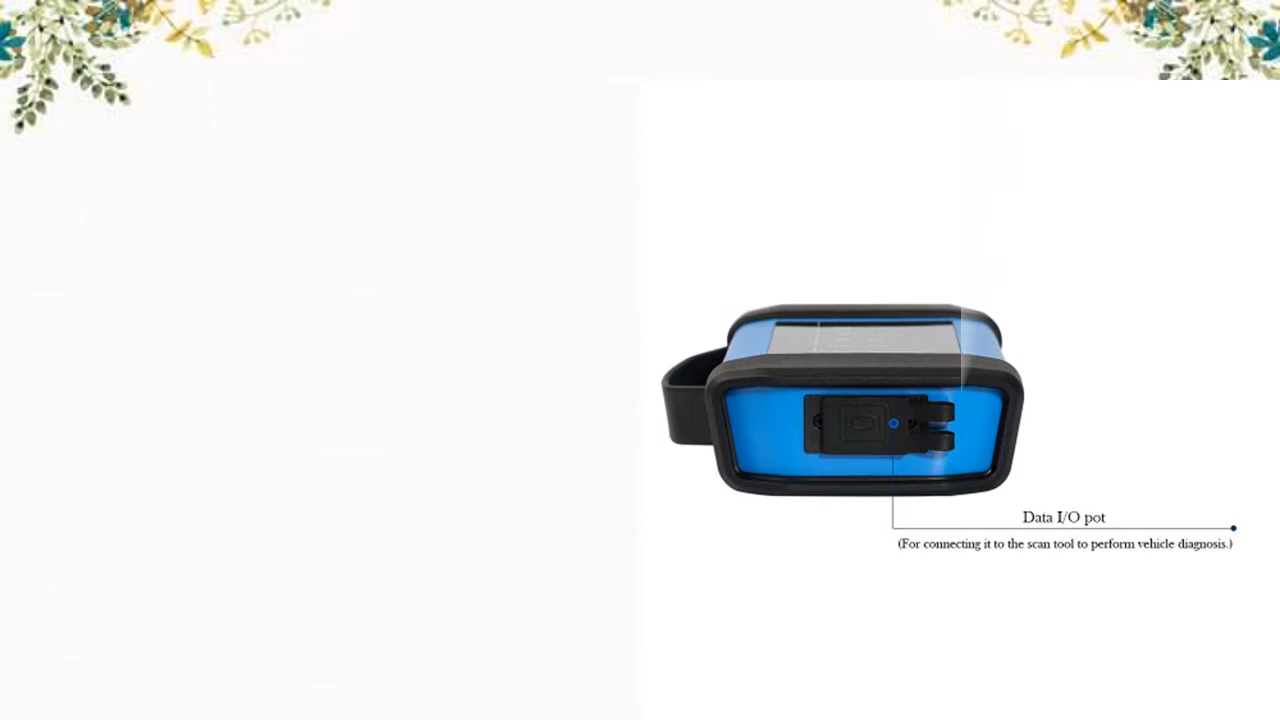 Data I/O pot
(For connecting it to the scan tool to perform vehicle diagnosis.)